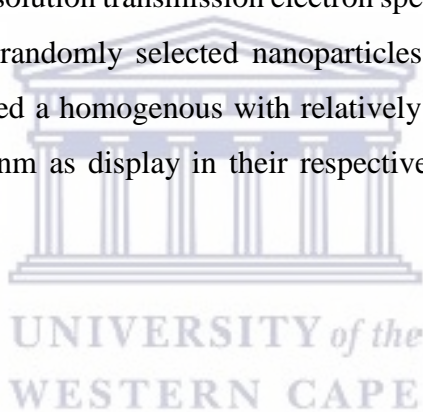 solution transmission electron spe
randomly selected nanoparticles
ed a homogenous with relatively
nm as display in their respective
UNIVERSITY of the
WESTERN CAPE